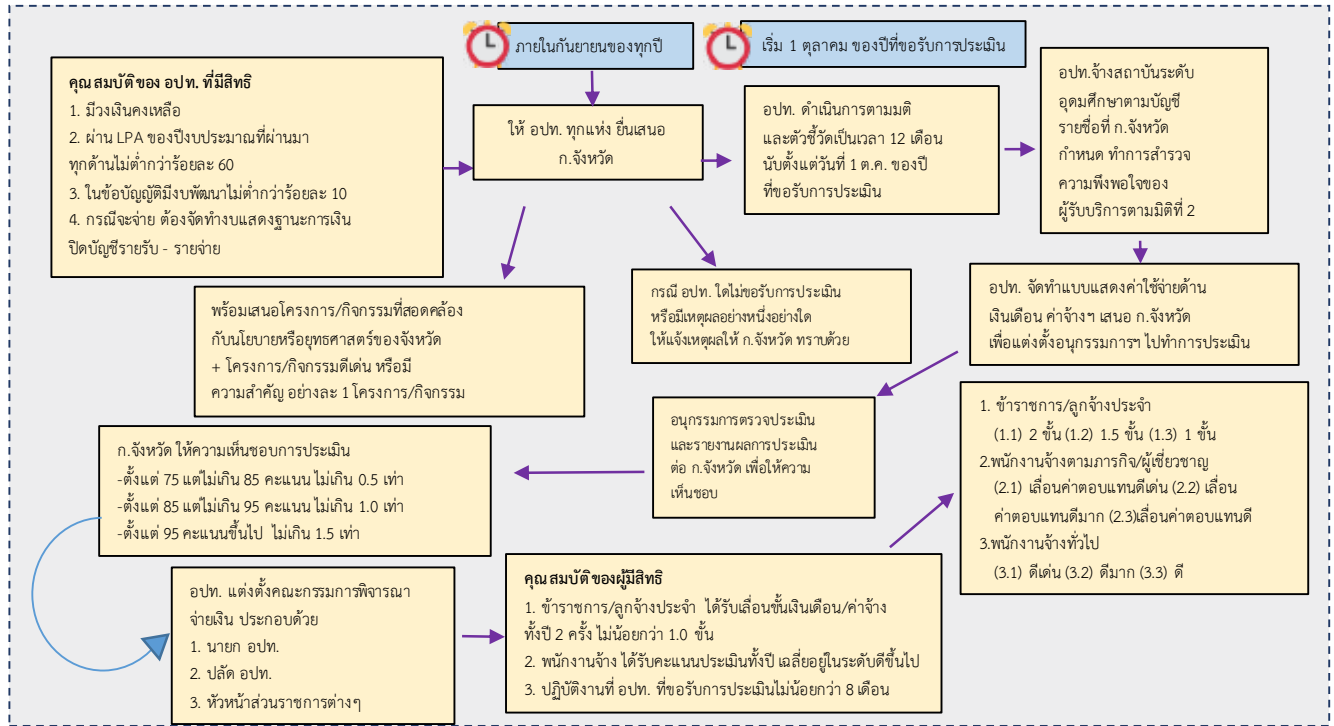 ภายในกันยายนของทุกปี
เริ่ม 1 ตุลาคม ของปีที่ขอรับการประเมิน
คุณสมบัติของ อปท. ที่มีสิทธิ
1. มีวงเงินคงเหลือ
2. ผ่าน LPA ของปีงบประมาณที่ผ่านมา
ทุกด้านไม่ต่ำกว่าร้อยละ 60
3. ในข้อบัญญัติมีงบพัฒนาไม่ต่ำกว่าร้อยละ 10
4. กรณีจะจ่าย ต้องจัดทำงบแสดงฐานะการเงิน
ปิดบัญชีรายรับ - รายจ่าย
ให้ อปท. ทุกแห่ง ยื่นเสนอ
ก.จังหวัด
อปท. ดำเนินการตามมติ
และตัวชี้วัดเป็นเวลา 12 เดือน
นับตั้งแต่วันที่ 1 ต.ค. ของปี
ที่ขอรับการประเมิน
อปท.จ้างสถาบันระดับ
อุดมศึกษาตามบัญชี
รายชื่อที่ ก.จังหวัด
กำหนด ทำการสำรวจ
ความพึงพอใจของ
ผู้รับบริการตามมิติที่ 2
พร้อมเสนอโครงการ/กิจกรรมที่สอดคล้อง
กับนโยบายหรือยุทธศาสตร์ของจังหวัด
+ โครงการ/กิจกรรมดีเด่น หรือมี
ความสำคัญ อย่างละ 1 โครงการ/กิจกรรม
กรณี อปท. ใดไม่ขอรับการประเมิน
หรือมีเหตุผลอย่างหนึ่งอย่างใด
ให้แจ้งเหตุผลให้ ก.จังหวัด ทราบด้วย
อปท. จัดทำแบบแสดงค่าใช้จ่ายด้าน
เงินเดือน ค่าจ้างฯ เสนอ ก.จังหวัด
เพื่อแต่งตั้งอนุกรรมการฯ ไปทำการประเมิน
อนุกรรมการตรวจประเมิน
และรายงานผลการประเมิน
ต่อ ก.จังหวัด เพื่อให้ความ
เห็นชอบ
ก.จังหวัด ให้ความเห็นชอบการประเมิน
-ตั้งแต่ 75 แต่ไม่เกิน 85 คะแนน ไม่เกิน 0.5 เท่า
-ตั้งแต่ 85 แต่ไม่เกิน 95 คะแนน ไม่เกิน 1.0 เท่า
-ตั้งแต่ 95 คะแนนขึ้นไป ไม่เกิน 1.5 เท่า
อปท. แต่งตั้งคณะกรรมการพิจารณา
จ่ายเงิน ประกอบด้วย
1. นายก อปท.
2. ปลัด อปท.
3. หัวหน้าส่วนราชการต่างๆ
คุณสมบัติของผู้มีสิทธิ
1. ข้าราชการ/ลูกจ้างประจำ ได้รับเลื่อนขั้นเงินเดือน/ค่าจ้าง
ทั้งปี 2 ครั้ง ไม่น้อยกว่า 1.0 ขั้น
2. พนักงานจ้าง ได้รับคะแนนประเมินทั้งปี เฉลี่ยอยู่ในระดับดีขึ้นไป
3. ปฏิบัติงานที่ อปท. ที่ขอรับการประเมินไม่น้อยกว่า 8 เดือน
1. ข้าราชการ/ลูกจ้างประจำ
(1.1) 2 ขั้น (1.2) 1.5 ขั้น (1.3) 1 ขั้น
2.พนักงานจ้างตามภารกิจ/ผู้เชี่ยวชาญ
(2.1) เลื่อนค่าตอบแทนดีเด่น (2.2) เลื่อน
ค่าตอบแทนดีมาก (2.3)เลื่อนค่าตอบแทนดี
3.พนักงานจ้างทั่วไป
(3.1) ดีเด่น (3.2) ดีมาก (3.3) ดี